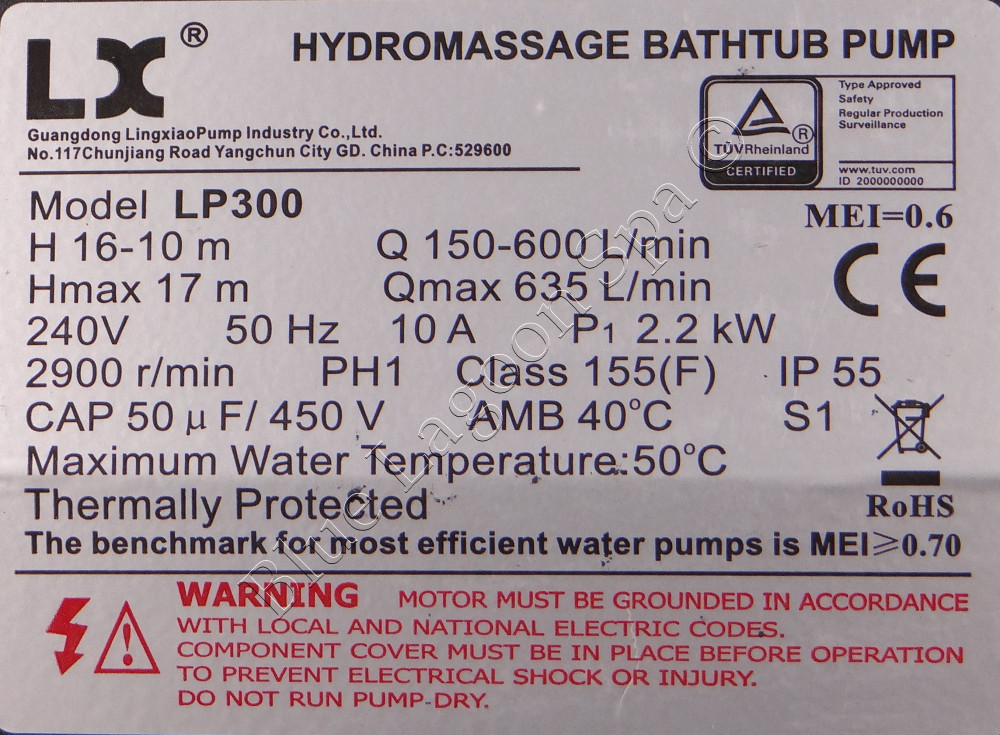 LX®
HYDROMASSAGE BATHTUB PUMP
Guangdong LingxiaoPump Industry Co.,Ltd.
No.117Chunjiang Road Yangchun City GD. China P.C:529600
TÜVRheinland ®
CERTIFIED
Type Approved
Safety
Regular Production
Surveillance
www.tuv.com
ID 2000000000
Model LP300
MEI=0.6
H 16-10 m Q 150-600L/min
Hmax 17 m Qmax 635 L/min
CE
240V 50 Hz 10 A P1 2.2 kW
2900 r/min PH1 Class 155(F) IP 55
CAP 50 μF/ 450 V AMB 40°C S1
Maximum Water Temperature:50°C
Thermally Protected
RoHS
The benchmark for most efficient water pumps is MEI≥0.70
WARNING MOTOR MUST BE GROUNDED IN ACCORDANCE
WITH LOCAL AND NATIONAL ELECTRIC CODES.
COMPONENT COVER MUST BE IN PLACE BEFORE OPERATION
TO PREVENT ELECTRICAL SHOCK OR INJURY.
DO NOT RUN PUMP-DRY.
Blue Lagoon Spa ©